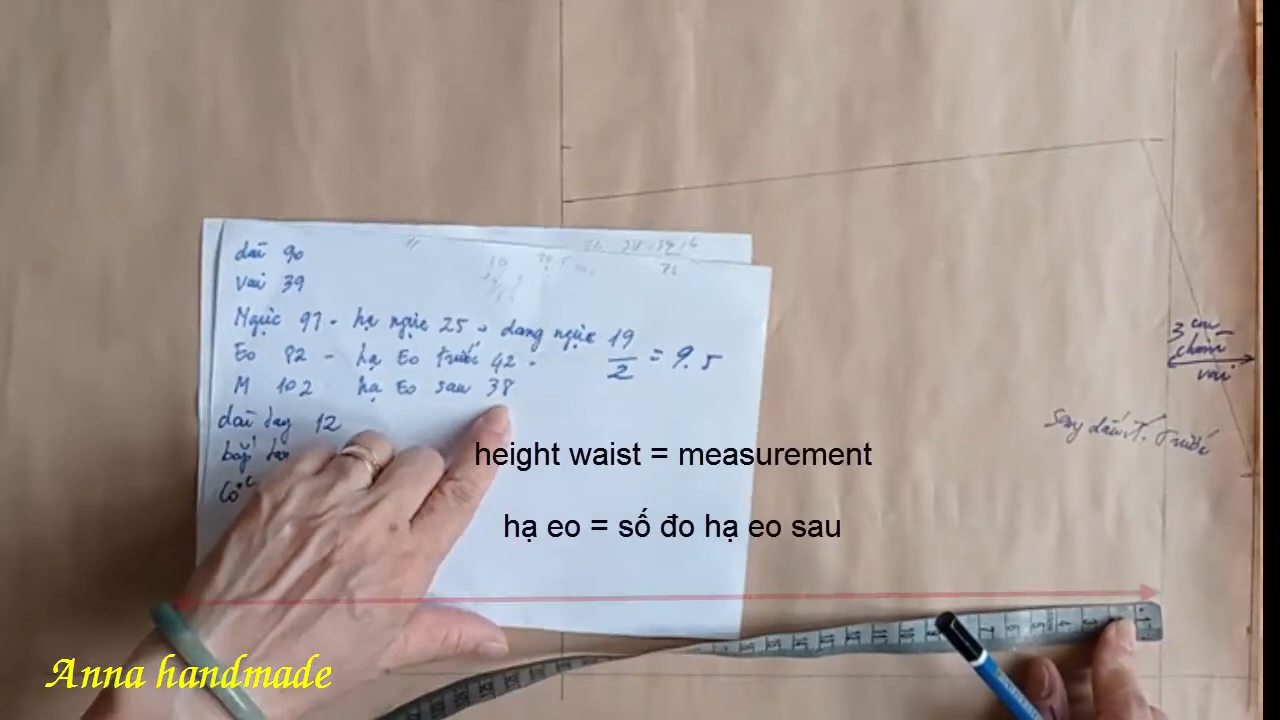 dài 90
vai 39
Ngực 97 - hạ ngực 25 → dang ngực 19/2 = 9.5
Eo 82 - hạ Eo trước 42 -
M 102 hạ Eo sau 38
dài tay 12
bắp
cổ
height waist = measurement
hạ eo = số đo hạ eo sau
3 cm
chồm
vai
Sang dấu T. Trước
Anna handmade